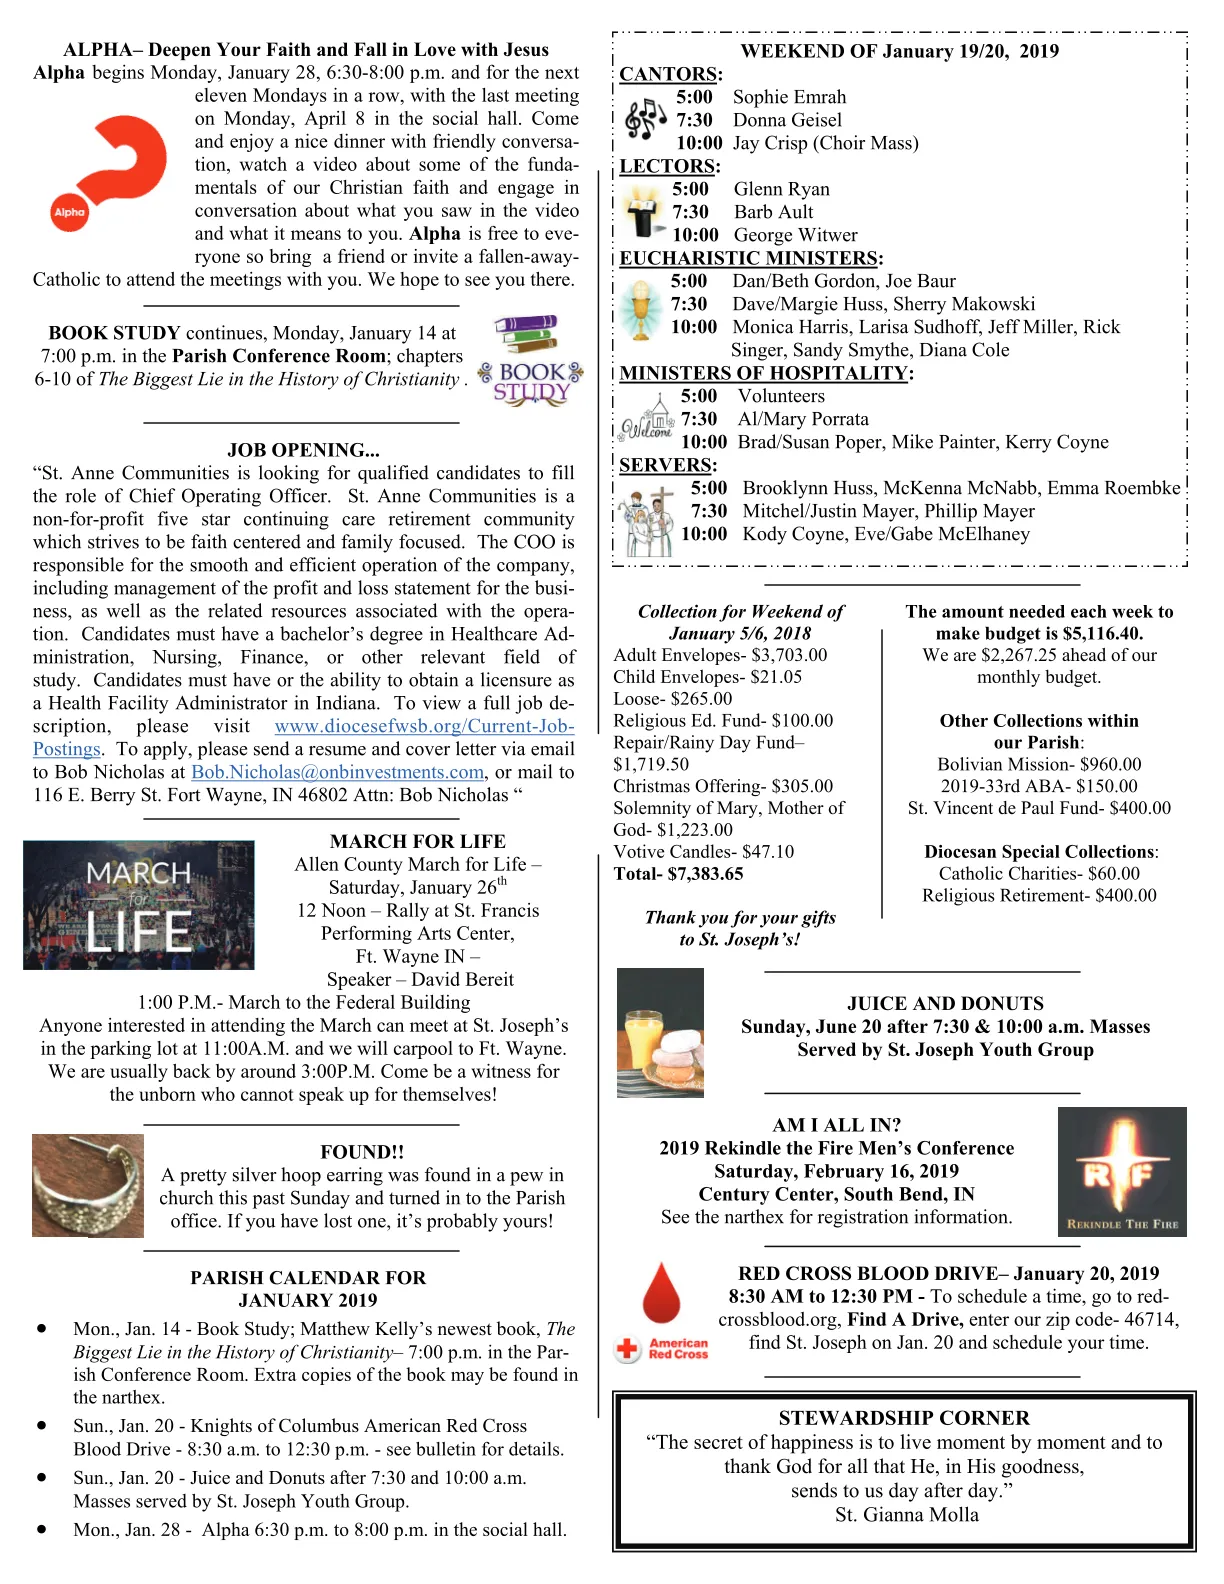 ALPHA– Deepen Your Faith and Fall in Love with Jesus
Alpha begins Monday, January 28, 6:30-8:00 p.m. and for the next
eleven Mondays in a row, with the last meeting
on Monday, April 8 in the social hall. Come
and enjoy a nice dinner with friendly conversa-
tion, watch a video about some of the funda-
mentals of our Christian faith and engage in
conversation about what you saw in the video
and what it means to you. Alpha is free to eve-
ryone so bring a friend or invite a fallen-away-
Catholic to attend the meetings with you. We hope to see you there.
Alpha
BOOK STUDY continues, Monday, January 14 at
7:00 p.m. in the Parish Conference Room; chapters
6-10 of The Biggest Lie in the History of Christianity .
BOOK
STUDY
JOB OPENING...
“St. Anne Communities is looking for qualified candidates to fill
the role of Chief Operating Officer. St. Anne Communities is a
non-for-profit five star continuing care retirement community
which strives to be faith centered and family focused. The COO is
responsible for the smooth and efficient operation of the company,
including management of the profit and loss statement for the busi-
ness, as well as the related resources associated with the opera-
tion. Candidates must have a bachelor’s degree in Healthcare Ad-
ministration, Nursing, Finance, or other relevant field of
study. Candidates must have or the ability to obtain a licensure as
a Health Facility Administrator in Indiana. To view a full job de-
scription, please visit www.diocesefwsb.org/Current-Job-
Postings. To apply, please send a resume and cover letter via email
to Bob Nicholas at Bob.Nicholas@onbinvestments.com, or mail to
116 E. Berry St. Fort Wayne, IN 46802 Attn: Bob Nicholas “
MARCH
for
LIFE
MARCH FOR LIFE
Allen County March for Life –
Saturday, January 26th
12 Noon – Rally at St. Francis
Performing Arts Center,
Ft. Wayne IN –
Speaker – David Bereit
1:00 P.M.- March to the Federal Building
Anyone interested in attending the March can meet at St. Joseph’s
in the parking lot at 11:00A.M. and we will carpool to Ft. Wayne.
We are usually back by around 3:00P.M. Come be a witness for
the unborn who cannot speak up for themselves!
FOUND!!
A pretty silver hoop earring was found in a pew in
church this past Sunday and turned in to the Parish
office. If you have lost one, it’s probably yours!
PARISH CALENDAR FOR
JANUARY 2019
● Mon., Jan. 14 - Book Study; Matthew Kelly’s newest book, The
Biggest Lie in the History of Christianity– 7:00 p.m. in the Par-
ish Conference Room. Extra copies of the book may be found in
the narthex.
● Sun., Jan. 20 - Knights of Columbus American Red Cross
Blood Drive - 8:30 a.m. to 12:30 p.m. - see bulletin for details.
● Sun., Jan. 20 - Juice and Donuts after 7:30 and 10:00 a.m.
Masses served by St. Joseph Youth Group.
● Mon., Jan. 28 - Alpha 6:30 p.m. to 8:00 p.m. in the social hall.
WEEKEND OF January 19/20, 2019
CANTORS:
5:00 Sophie Emrah
7:30 Donna Geisel
10:00 Jay Crisp (Choir Mass)
LECTORS:
5:00 Glenn Ryan
7:30 Barb Ault
10:00 George Witwer
EUCHARISTIC MINISTERS:
5:00 Dan/Beth Gordon, Joe Baur
7:30 Dave/Margie Huss, Sherry Makowski
10:00 Monica Harris, Larisa Sudhoff, Jeff Miller, Rick
Singer, Sandy Smythe, Diana Cole
MINISTERS OF HOSPITALITY:
Welcome
5:00 Volunteers
7:30 Al/Mary Porrata
10:00 Brad/Susan Poper, Mike Painter, Kerry Coyne
SERVERS:
5:00 Brooklynn Huss, McKenna McNabb, Emma Roembke
7:30 Mitchel/Justin Mayer, Phillip Mayer
10:00 Kody Coyne, Eve/Gabe McElhaney
Collection for Weekend of
January 5/6, 2018
Adult Envelopes- $3,703.00
Child Envelopes- $21.05
Loose- $265.00
Religious Ed. Fund- $100.00
Repair/Rainy Day Fund–
$1,719.50
Christmas Offering- $305.00
Solemnity of Mary, Mother of
God- $1,223.00
Votive Candles- $47.10
Total- $7,383.65
Thank you for your gifts
to St. Joseph’s!
The amount needed each week to
make budget is $5,116.40.
We are $2,267.25 ahead of our
monthly budget.
Other Collections within
our Parish:
Bolivian Mission- $960.00
2019-33rd ABA- $150.00
St. Vincent de Paul Fund- $400.00
Diocesan Special Collections:
Catholic Charities- $60.00
Religious Retirement- $400.00
JUICE AND DONUTS
Sunday, June 20 after 7:30 & 10:00 a.m. Masses
Served by St. Joseph Youth Group
AM I ALL IN?
2019 Rekindle the Fire Men’s Conference
Saturday, February 16, 2019
Century Center, South Bend, IN
See the narthex for registration information.
RTF
REKINDLE THE FIRE
RED CROSS BLOOD DRIVE– January 20, 2019
8:30 AM to 12:30 PM - To schedule a time, go to red-
crossblood.org, Find A Drive, enter our zip code- 46714,
find St. Joseph on Jan. 20 and schedule your time.
American
Red Cross
STEWARDSHIP CORNER
“The secret of happiness is to live moment by moment and to
thank God for all that He, in His goodness,
sends to us day after day.”
St. Gianna Molla